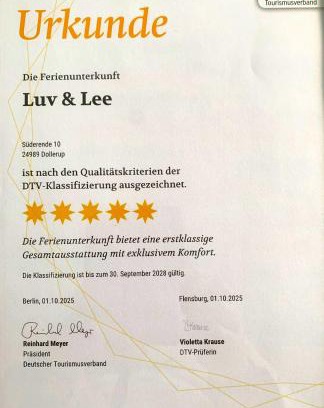 Tourismusverband
Urkunde
Die Ferienunterkunft
Luv & Lee
Süderende 10
24989 Dollerup
ist nach den Qualitätskriterien der
DTV-Klassifizierung ausgezeichnet.
Die Ferienunterkunft bietet eine erstklassige
Gesamtausstattung mit exklusivem Komfort.
Die Klassifizierung ist bis zum 30. September 2028 gültig.
Berlin, 01.10.2025
Flensburg, 01.10.2025
Reinhard Meyer
Präsident
Deutscher Tourismusverband
Violetta Krause
DTV-Prüferin